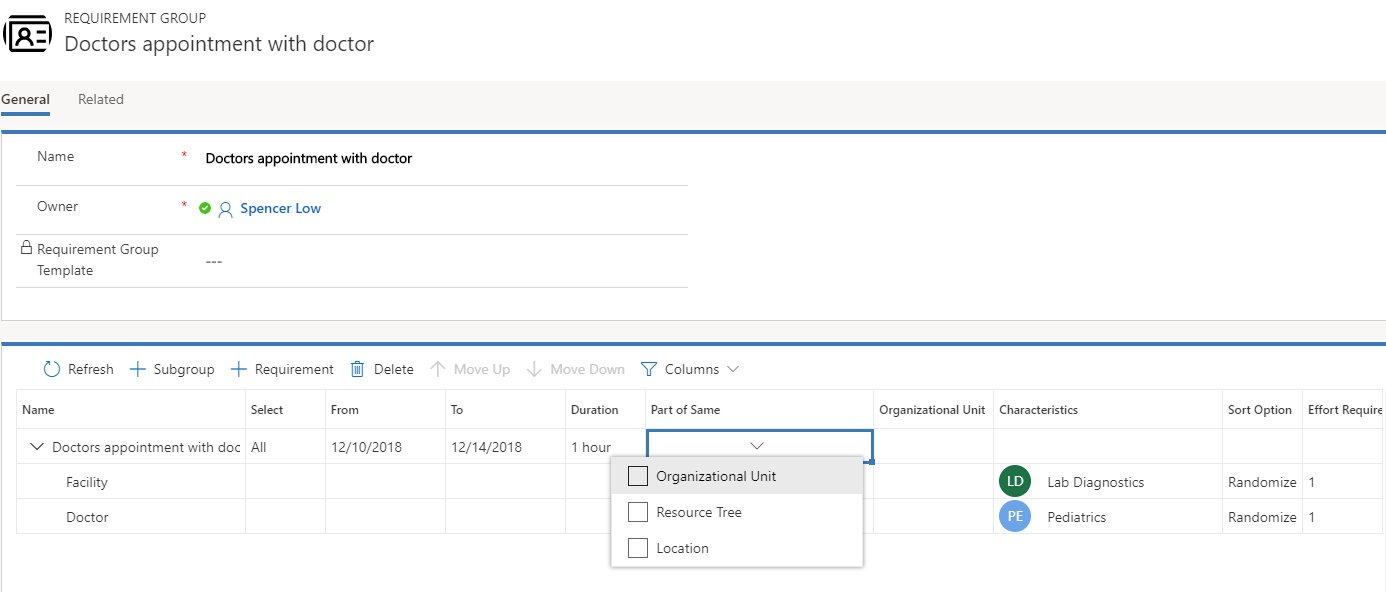 REQUIREMENT GROUP
Doctors appointment with doctor
General Related
Name * Doctors appointment with doctor
Owner * Spencer Low
Requirement Group
Template ---
Refresh Subgroup Requirement Delete Move Up Move Down Columns
Name Select From To Duration Part of Same Organizational Unit Characteristics Sort Option Effort Require
Doctors appointment with doc All 12/10/2018 12/14/2018 1 hour
Organizational Unit
Facility LD Lab Diagnostics Randomize 1
Resource Tree
Doctor PE Pediatrics Randomize 1
Location